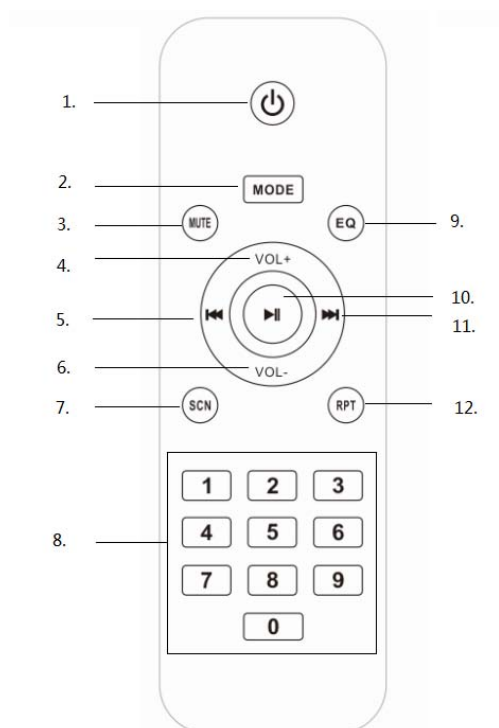 1.
2. MODE
3. MUTE EQ 9.
4. VOL+
10.
5. 11.
6. VOL-
7. SCN RPT 12.
1 2 3
4 5 6
8.
7 8 9
0